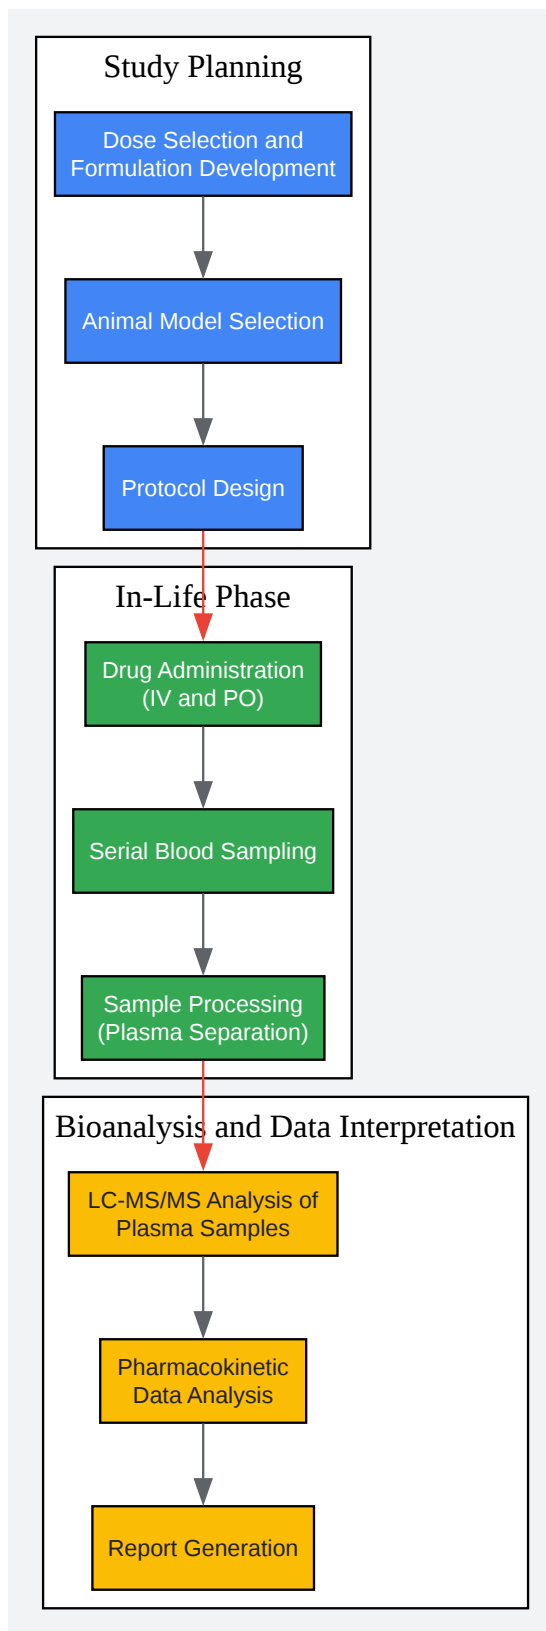 Study Planning
Dose Selection and
Formulation Development
Animal Model Selection
Protocol Design
In-Life Phase
Drug Administration
(IV and PO)
Serial Blood Sampling
Sample Processing
(Plasma Separation)
Bioanalysis and Data Interpretation
LC-MS/MS Analysis of
Plasma Samples
Pharmacokinetic
Data Analysis
Report Generation